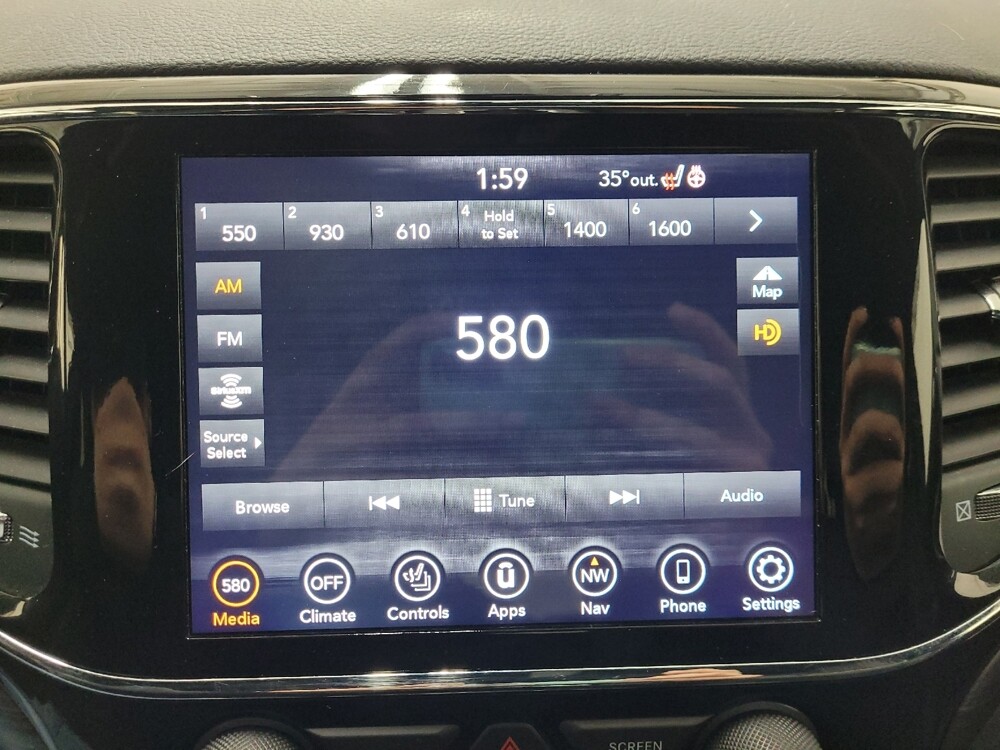 1:59 35°out.
1 550 2 930 3 610 4 Hold to Set 5 1400 6 1600
AM
Map
580
FM
HD
SiriusXM
Source
Select
Browse Tune Audio
580 OFF ū NW
Media Climate Controls Apps Nav Phone Settings
SCREEN